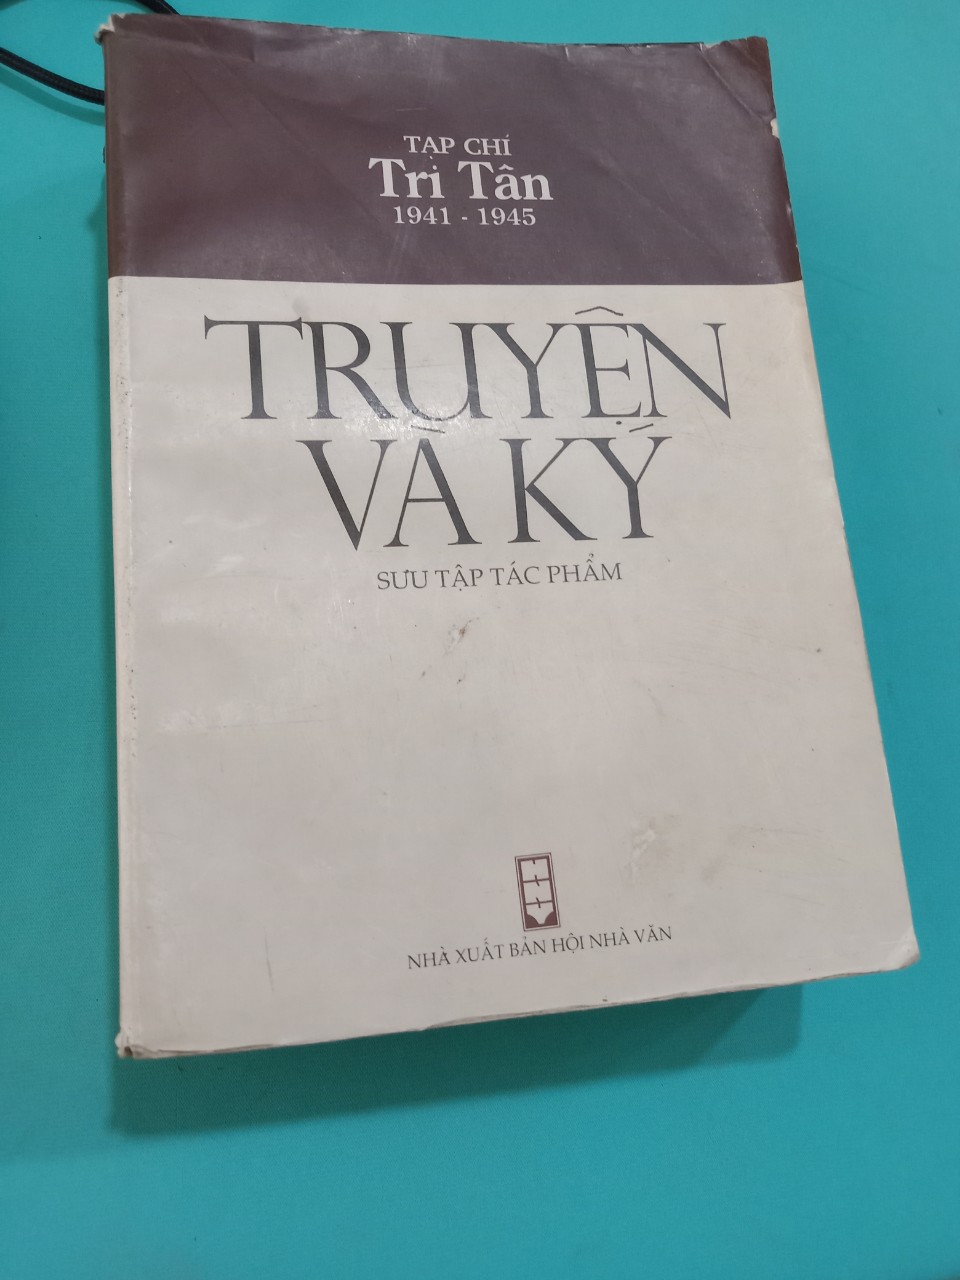 TẠP CHÍ
Tri Tân
1941 - 1945
TRUYỆN
VÀ KÝ
SƯU TẬP TÁC PHẨM
NHÀ XUẤT BẢN HỘI NHÀ VĂN